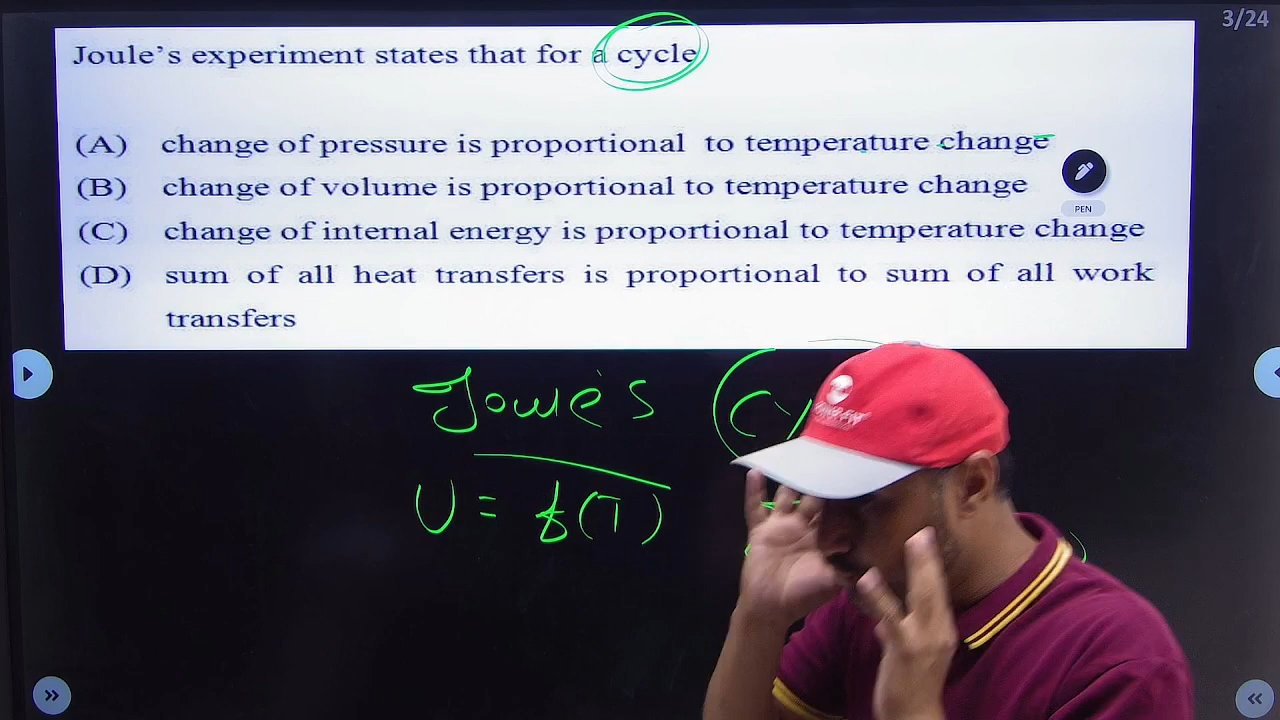 3/24
Joule's experiment states that for a cycle
(A) change of pressure is proportional to temperature change
(B) change of volume is proportional to temperature change
(C) change of internal energy is proportional to temperature change
(D) sum of all heat transfers is proportional to sum of all work
transfers
PEN
Joule's
U = f(T)